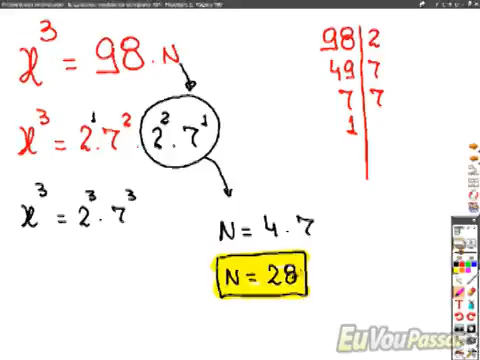 x³ = 98 · N
98 | 2
49 | 7
7 | 7
1
x³ = 2¹ · 7² · 2² · 7¹
x³ = 2³ · 7³
N = 4 · 7
N = 28
EuVouPassar